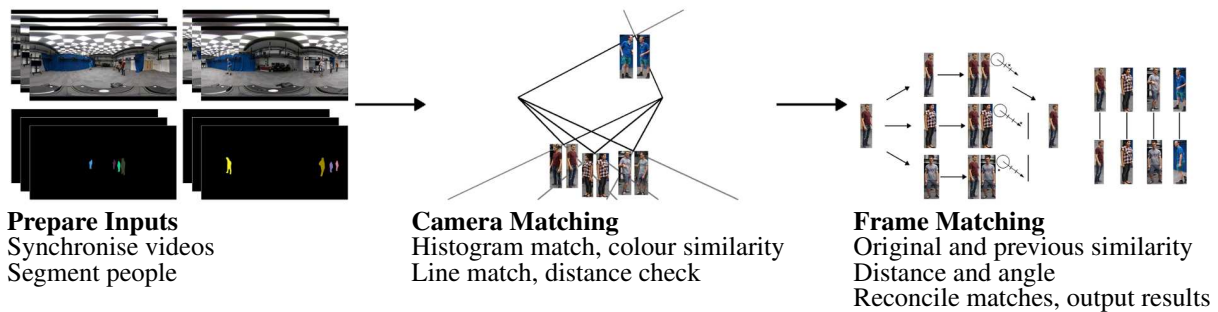 Prepare Inputs
Synchronise videos
Segment people
Camera Matching
Histogram match, colour similarity
Line match, distance check
Frame Matching
Original and previous similarity
Distance and angle
Reconcile matches, output results